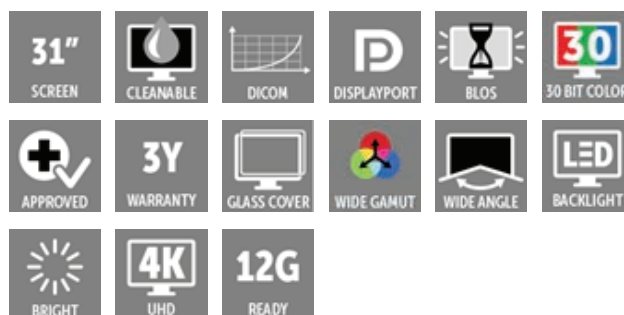 31"
SCREEN
CLEANABLE
DICOM
DISPLAYPORT
BLOS
30
30 BIT COLOR
APPROVED
3Y
WARRANTY
GLASS COVER
WIDE GAMUT
WIDE ANGLE
LED
BACKLIGHT
BRIGHT
4K
UHD
12G
READY